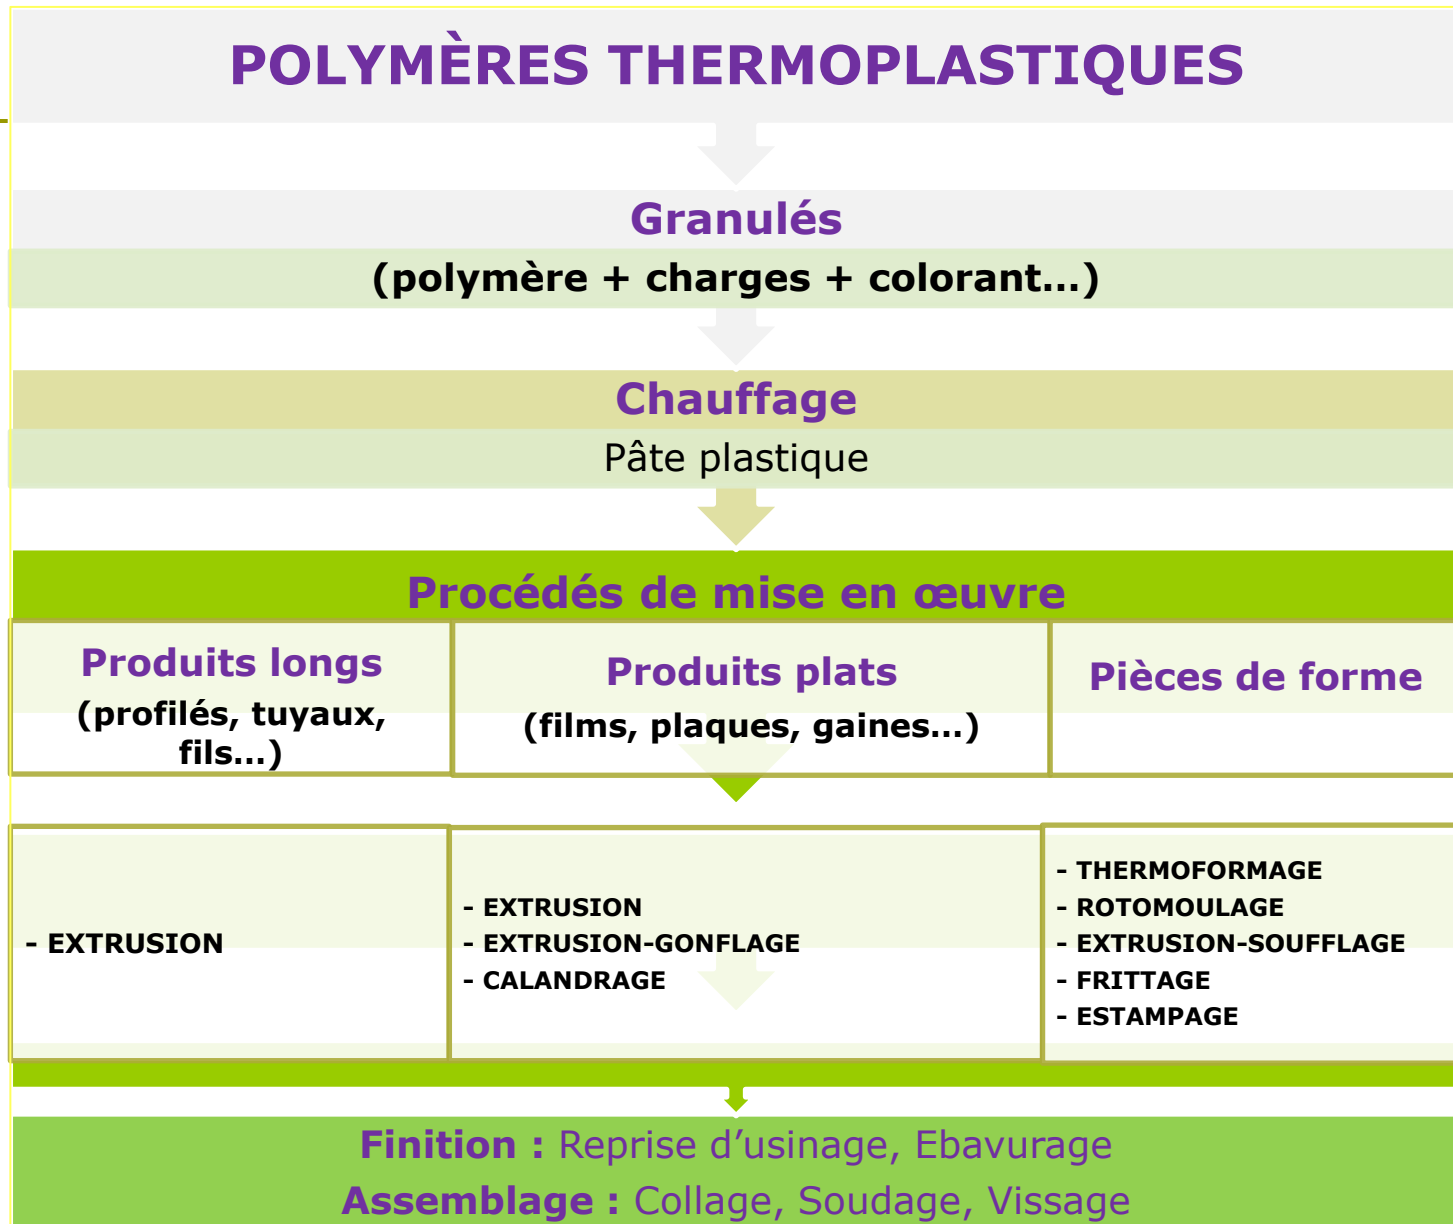 POLYMÈRES THERMOPLASTIQUES
Granulés
(polymère + charges + colorant…)
Chauffage
Pâte plastique
Procédés de mise en œuvre
Produits longs
(profilés, tuyaux,
fils…)
Produits plats
(films, plaques, gaines…)
Pièces de forme
- EXTRUSION
- EXTRUSION
- EXTRUSION-GONFLAGE
- CALANDRAGE
- THERMOFORMAGE
- ROTOMOULAGE
- EXTRUSION-SOUFFLAGE
- FRITTAGE
- ESTAMPAGE
Finition : Reprise d’usinage, Ebavurage
Assemblage : Collage, Soudage, Vissage